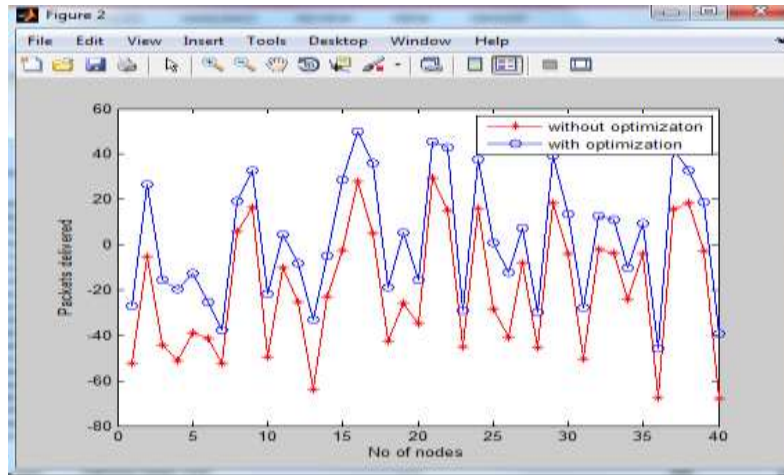 Figure 2
File Edit View Insert Tools Desktop Window Help
60
40
20
0
-20
-40
-60
-80
Packets delivered
without optimizaton
with optimization
0 5 10 15 20 25 30 35 40
No of nodes